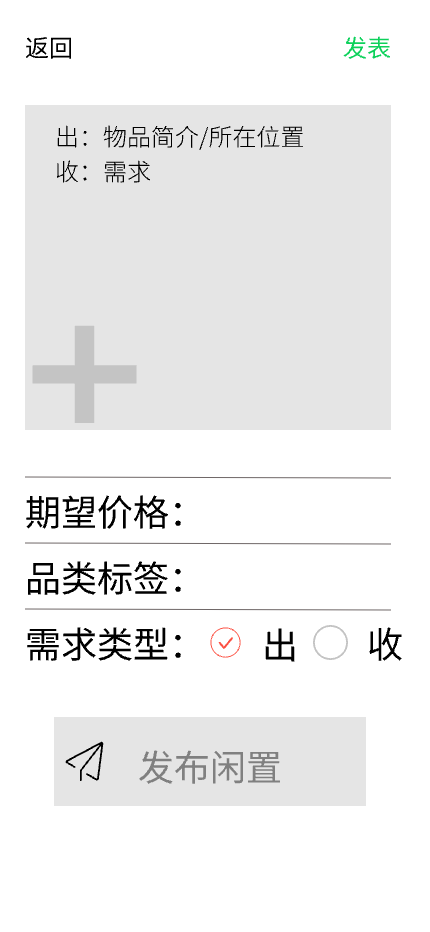 返回 发表
出：物品简介/所在位置
收：需求
期望价格：
品类标签：
需求类型： 出 收
发布闲置